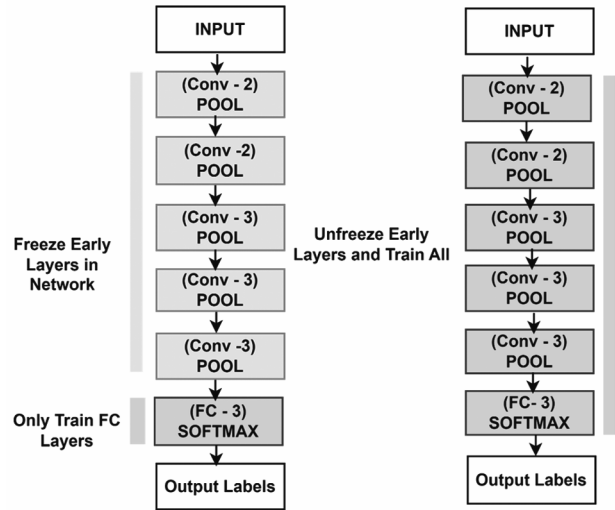 INPUT
(Conv - 2)
POOL
(Conv -2)
POOL
(Conv - 3)
POOL
(Conv - 3)
POOL
(Conv -3)
POOL
(FC - 3)
SOFTMAX
Output Labels
Freeze Early
Layers in
Network
Only Train FC
Layers
INPUT
(Conv - 2)
POOL
(Conv - 2)
POOL
(Conv - 3)
POOL
(Conv - 3)
POOL
(Conv - 3)
POOL
(FC- 3)
SOFTMAX
Output Labels
Unfreeze Early
Layers and Train All